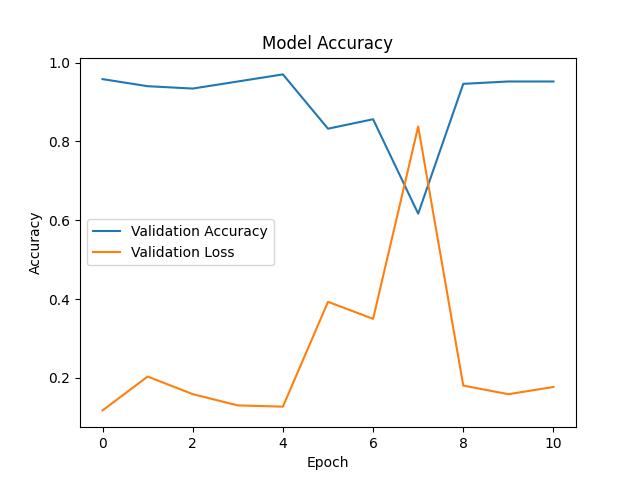 Model Accuracy
1.0
0.8
0.6
0.4
0.2
Accuracy
Validation Accuracy
Validation Loss
0 2 4 6 8 10
Epoch